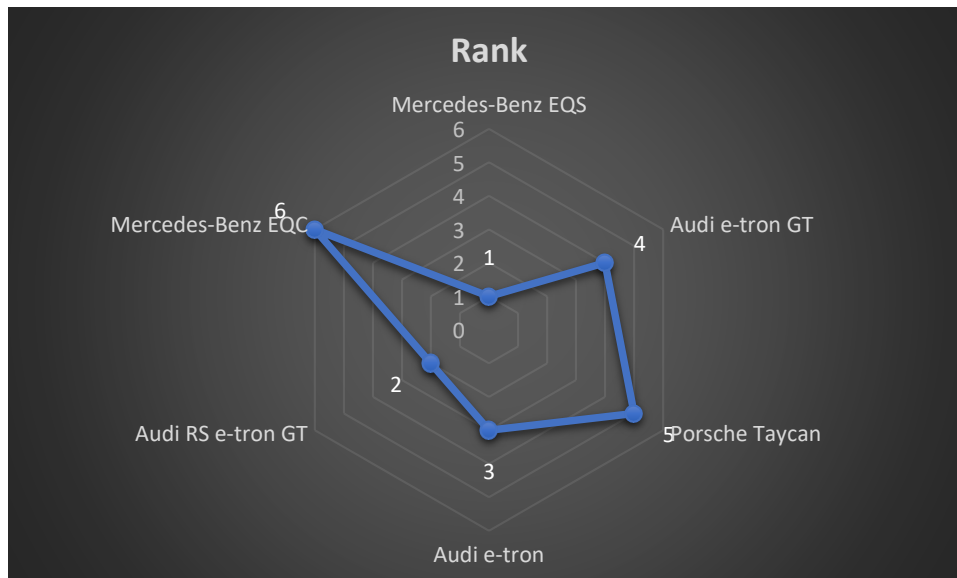 Rank
Mercedes-Benz EQS
6
5
4
3
2
1
0
Mercedes-Benz EQC
6
Audi e-tron GT
4
1
2
Audi RS e-tron GT
5
Porsche Taycan
3
Audi e-tron